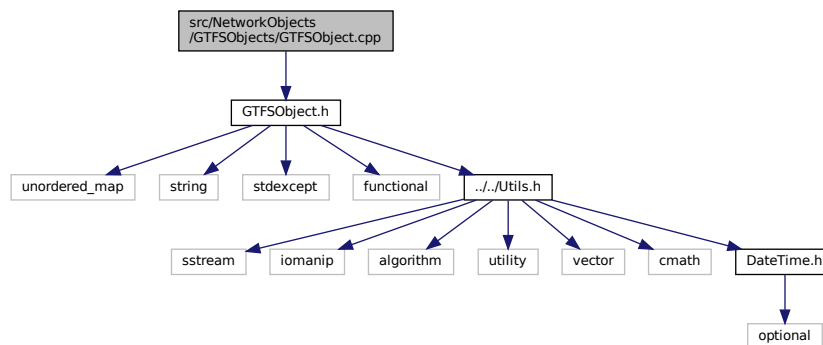 src/NetworkObjects
/GTFSObjects/GTFSObject.cpp
GTFSObject.h
unordered_map
string
stdexcept
functional
../../Utils.h
sstream
iomanip
algorithm
utility
vector
cmath
DateTime.h
optional